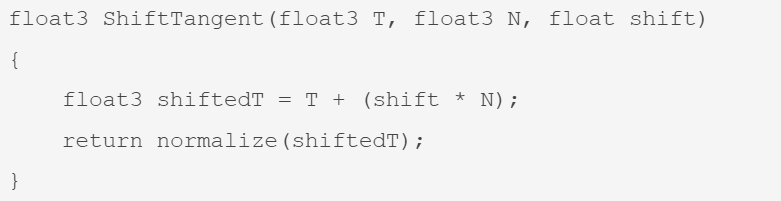 float3 ShiftTangent(float3 T, float3 N, float shift)
{
    float3 shiftedT = T + (shift * N);
    return normalize(shiftedT);
}